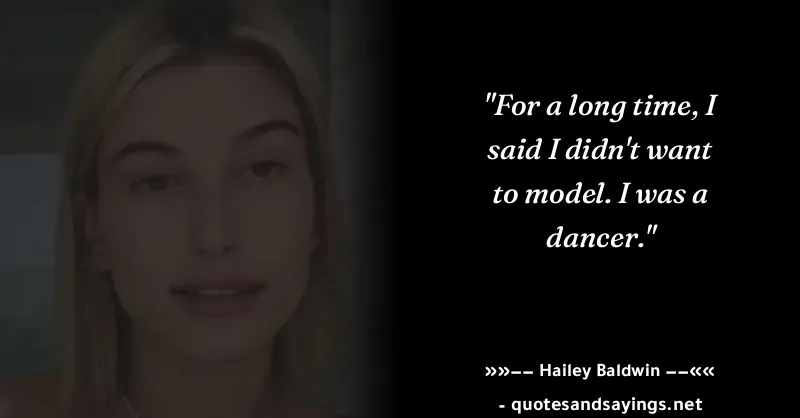 "For a long time, I
said I didn't want
to model. I was a
dancer."
»»−− Hailey Baldwin −−««
- quotesandsayings.net